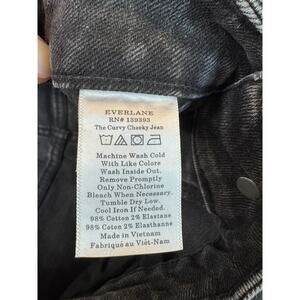 EVERLANE
RN# 139393
The Curvy Cheeky Jean
Machine Wash Cold
With Like Colors
Wash Inside Out.
Remove Promptly
Only Non-Chlorine
Bleach When Necessary.
Tumble Dry Low.
Cool Iron If Needed.
98% Cotton 2% Elastane
98% Coton 2% Elastane
Made in Vietnam
Fabriqué au Viêt-Nam